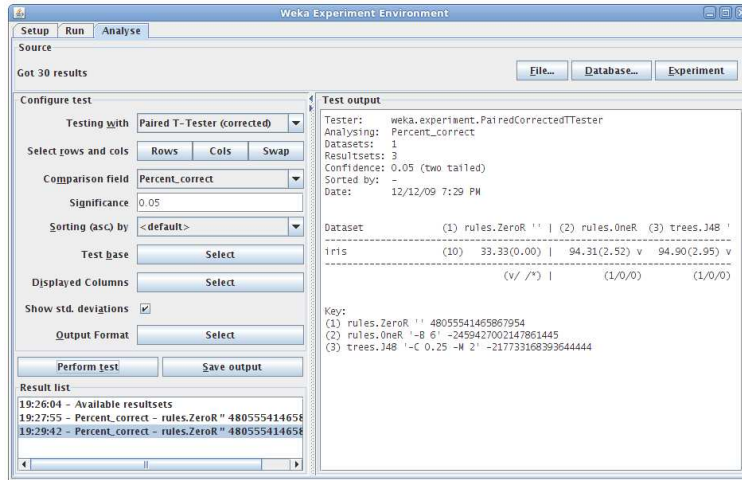 Weka Experiment Environment
Setup Run Analyse
Source
Got 30 results
File... Database... Experiment
Configure test
Testing with Paired T-Tester (corrected)
Select rows and cols Rows Cols Swap
Comparison field Percent_correct
Significance 0.05
Sorting (asc.) by <default>
Test base Select
Displayed Columns Select
Show std. deviations
Output Format Select
Perform test Save output
Result list
19:26:04 - Available resultsets
19:27:55 - Percent_correct - rules.ZeroR '' 480555414658
19:29:42 - Percent_correct - rules.ZeroR '' 480555414658
Test output
Tester: weka.experiment.PairedCorrectedTTester
Analysing: Percent_correct
Datasets: 1
Resultsets: 3
Confidence: 0.05 (two tailed)
Sorted by: -
Date: 12/12/09 7:29 PM
Dataset (1) rules.ZeroR '' | (2) rules.OneR (3) trees.J48 '
iris (10) 33.33(0.00) | 94.31(2.52) v 94.90(2.95) v
(v/ /*) | (1/0/0) (1/0/0)
Key:
(1) rules.ZeroR '' 48055541465867954
(2) rules.OneR '-B 6' -2459427002147861445
(3) trees.J48 '-C 0.25 -M 2' -217733168393644444